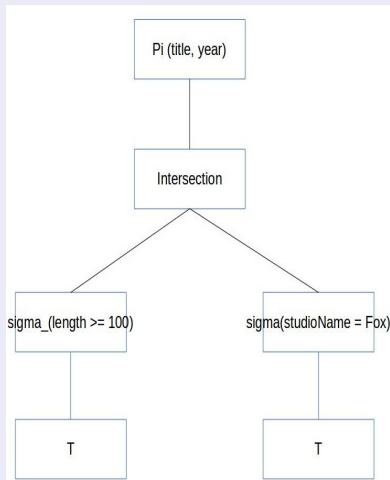 Pi (title, year)
Intersection
sigma_(length >= 100)
sigma(studioName = Fox)
T
T